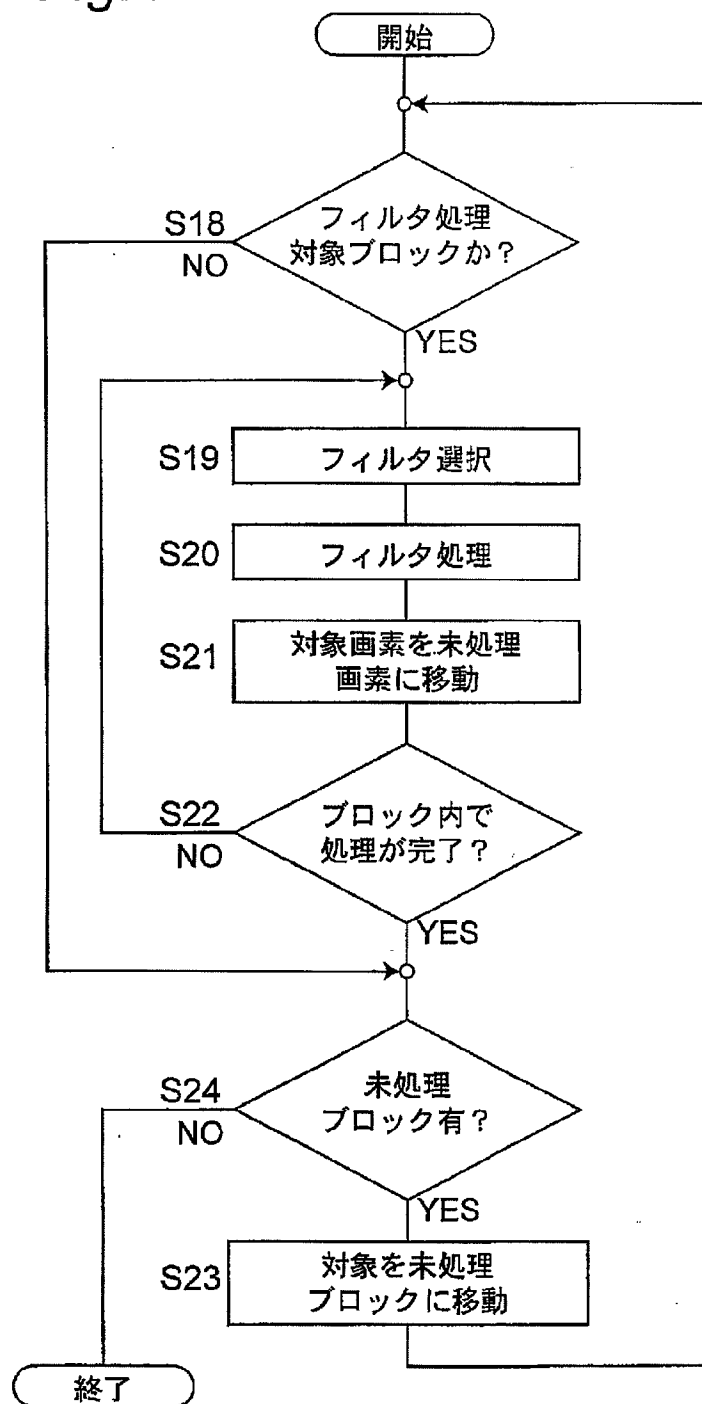 開始
フィルタ処理
対象ブロックか？
S18
NO
YES
S19
フィルタ選択
S20
フィルタ処理
S21
対象画素を未処理
画素に移動
S22
NO
ブロック内で
処理が完了？
YES
S24
NO
未処理
ブロック有？
YES
S23
対象を未処理
ブロックに移動
終了